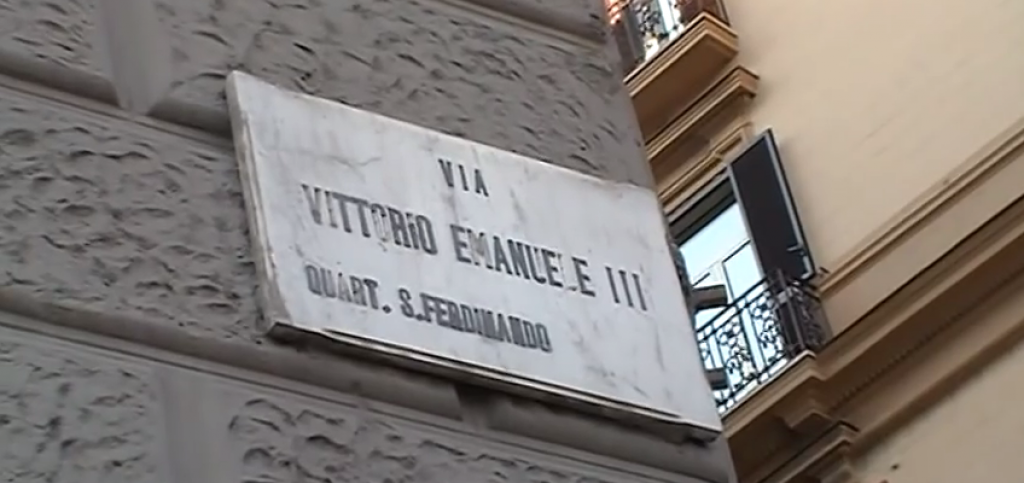 VIA
VITTORIO EMANUELE III
QUART. S.FERDINANDO